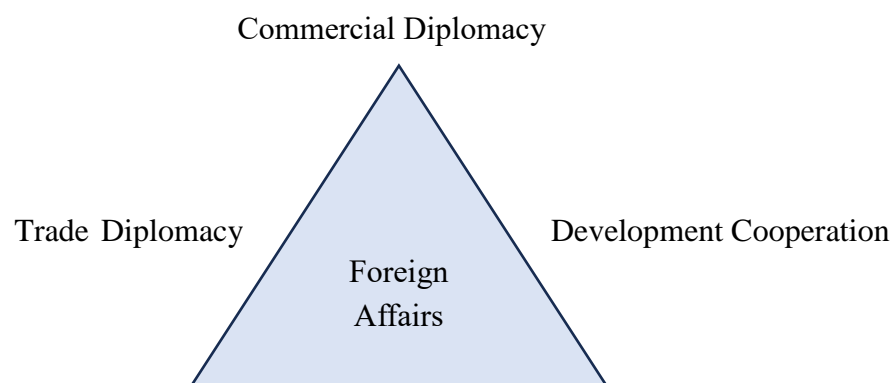 Commercial Diplomacy
Trade Diplomacy
Development Cooperation
Foreign
Affairs